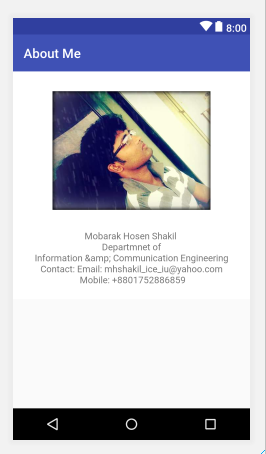 8:00
About Me
Mobarak Hosen Shakil
Departmnet of
Information &amp; Communication Engineering
Contact: Email: mhshakil_ice_iu@yahoo.com
Mobile: +8801752886859